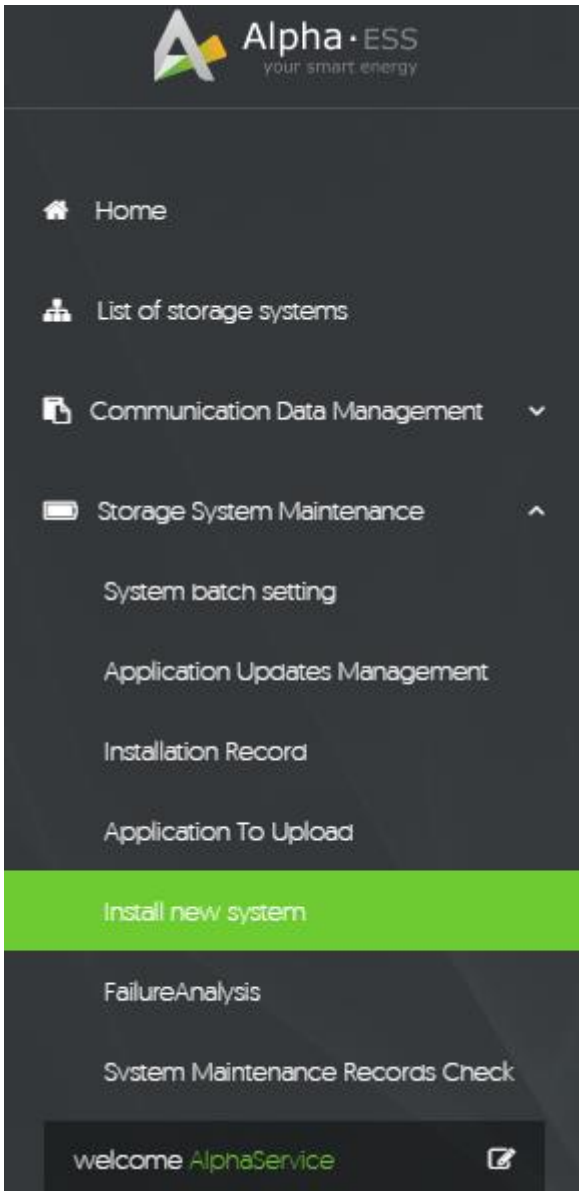 Alpha·ESS
your smart energy
Home
List of storage systems
Communication Data Management
Storage System Maintenance
System batch setting
Application Updates Management
Installation Record
Application To Upload
Install new system
FailureAnalysis
System Maintenance Records Check
welcome AlphaService